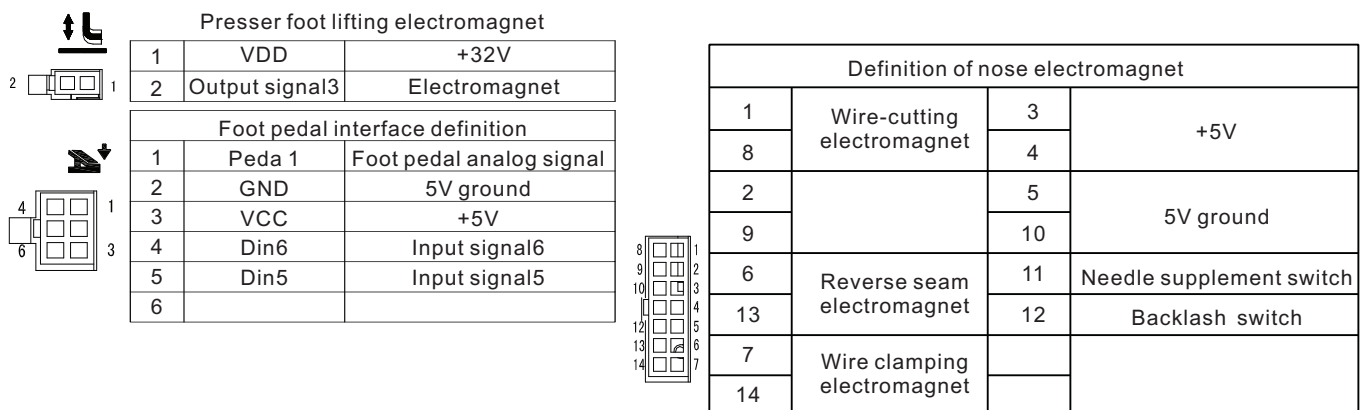 Presser foot lifting electromagnet
1 VDD +32V
2 Output signal3 Electromagnet
2 1
Foot pedal interface definition
1 Peda 1 Foot pedal analog signal
2 GND 5V ground
3 VCC +5V
4 Din6 Input signal6
5 Din5 Input signal5
6
4 1
6 3
Definition of nose electromagnet
1 Wire-cutting 3 +5V
8 electromagnet 4
2 5 5V ground
9 10
6 Reverse seam 11 Needle supplement switch
13 electromagnet 12 Backlash switch
7 Wire clamping
14 electromagnet
8 1
9 2
10 3
4
12 5
13 6
14 7